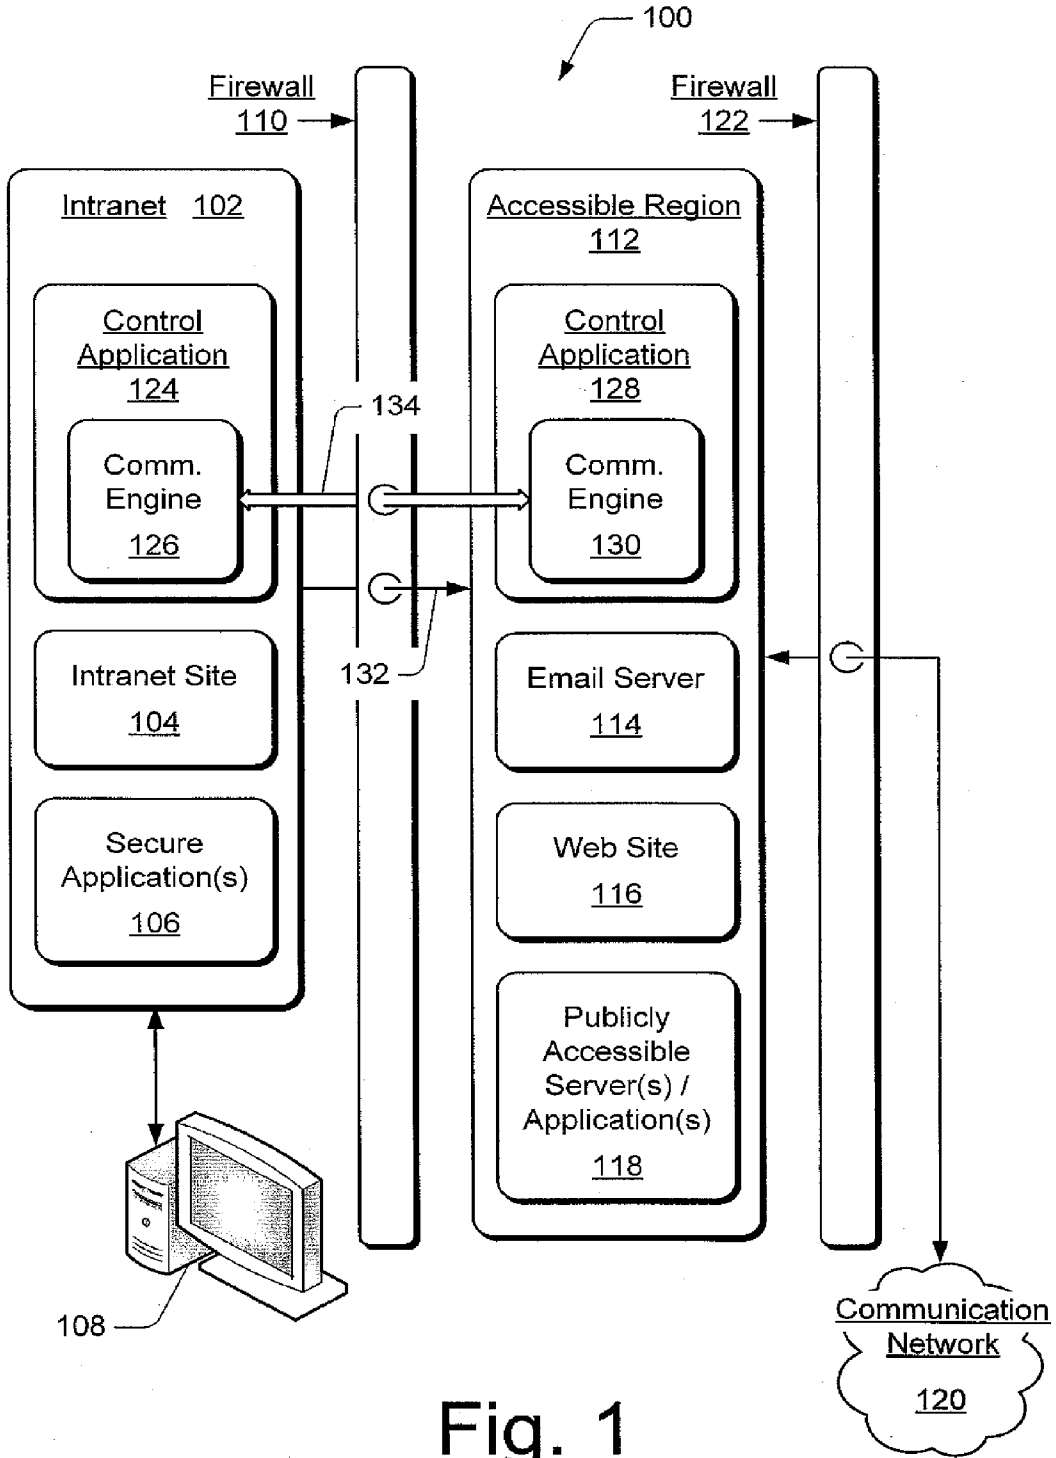 100
Firewall
110
Firewall
122
Intranet 102
Accessible Region
112
Control
Application
124
Control
Application
128
134
Comm.
Engine
126
Comm.
Engine
130
132
Intranet Site
104
Email Server
114
Secure
Application(s)
106
Web Site
116
Publicly
Accessible
Server(s) /
Application(s)
118
108
Communication
Network
120
Fig. 1